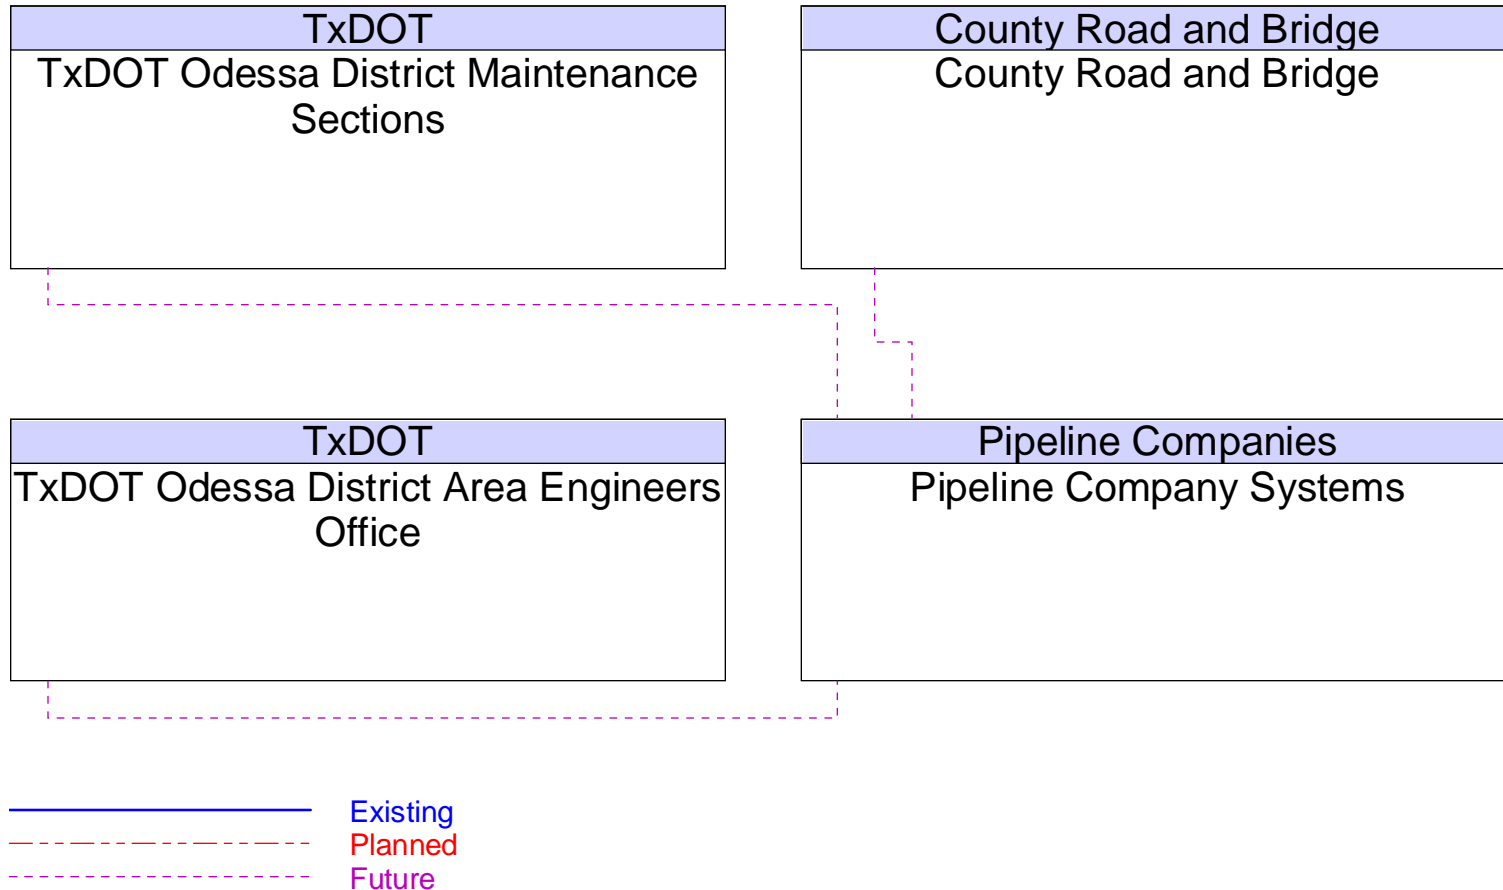 TxDOT
TxDOT Odessa District Maintenance
Sections
County Road and Bridge
County Road and Bridge
TxDOT
TxDOT Odessa District Area Engineers
Office
Pipeline Companies
Pipeline Company Systems
Existing
Planned
Future